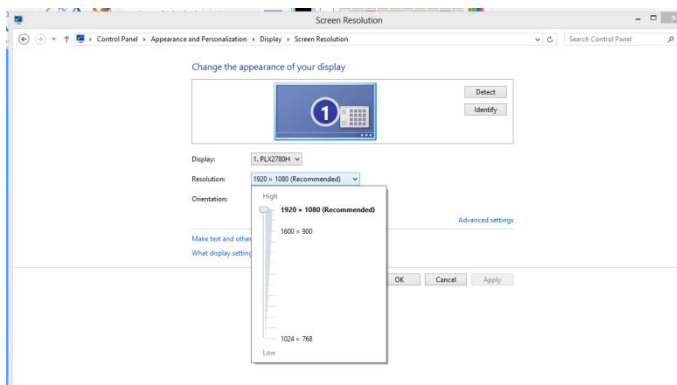 Screen Resolution
Control Panel Appearance and Personalization Display Screen Resolution
Search Control Panel
Change the appearance of your display
1
Detect
Identify
Display:
1. PLX2780H
Resolution:
1920 × 1080 (Recommended)
Orientation:
High
1920 × 1080 (Recommended)
1600 × 900
Advanced settings
Make text and other
What display setting
OK
Cancel
Apply
1024 × 768
Low